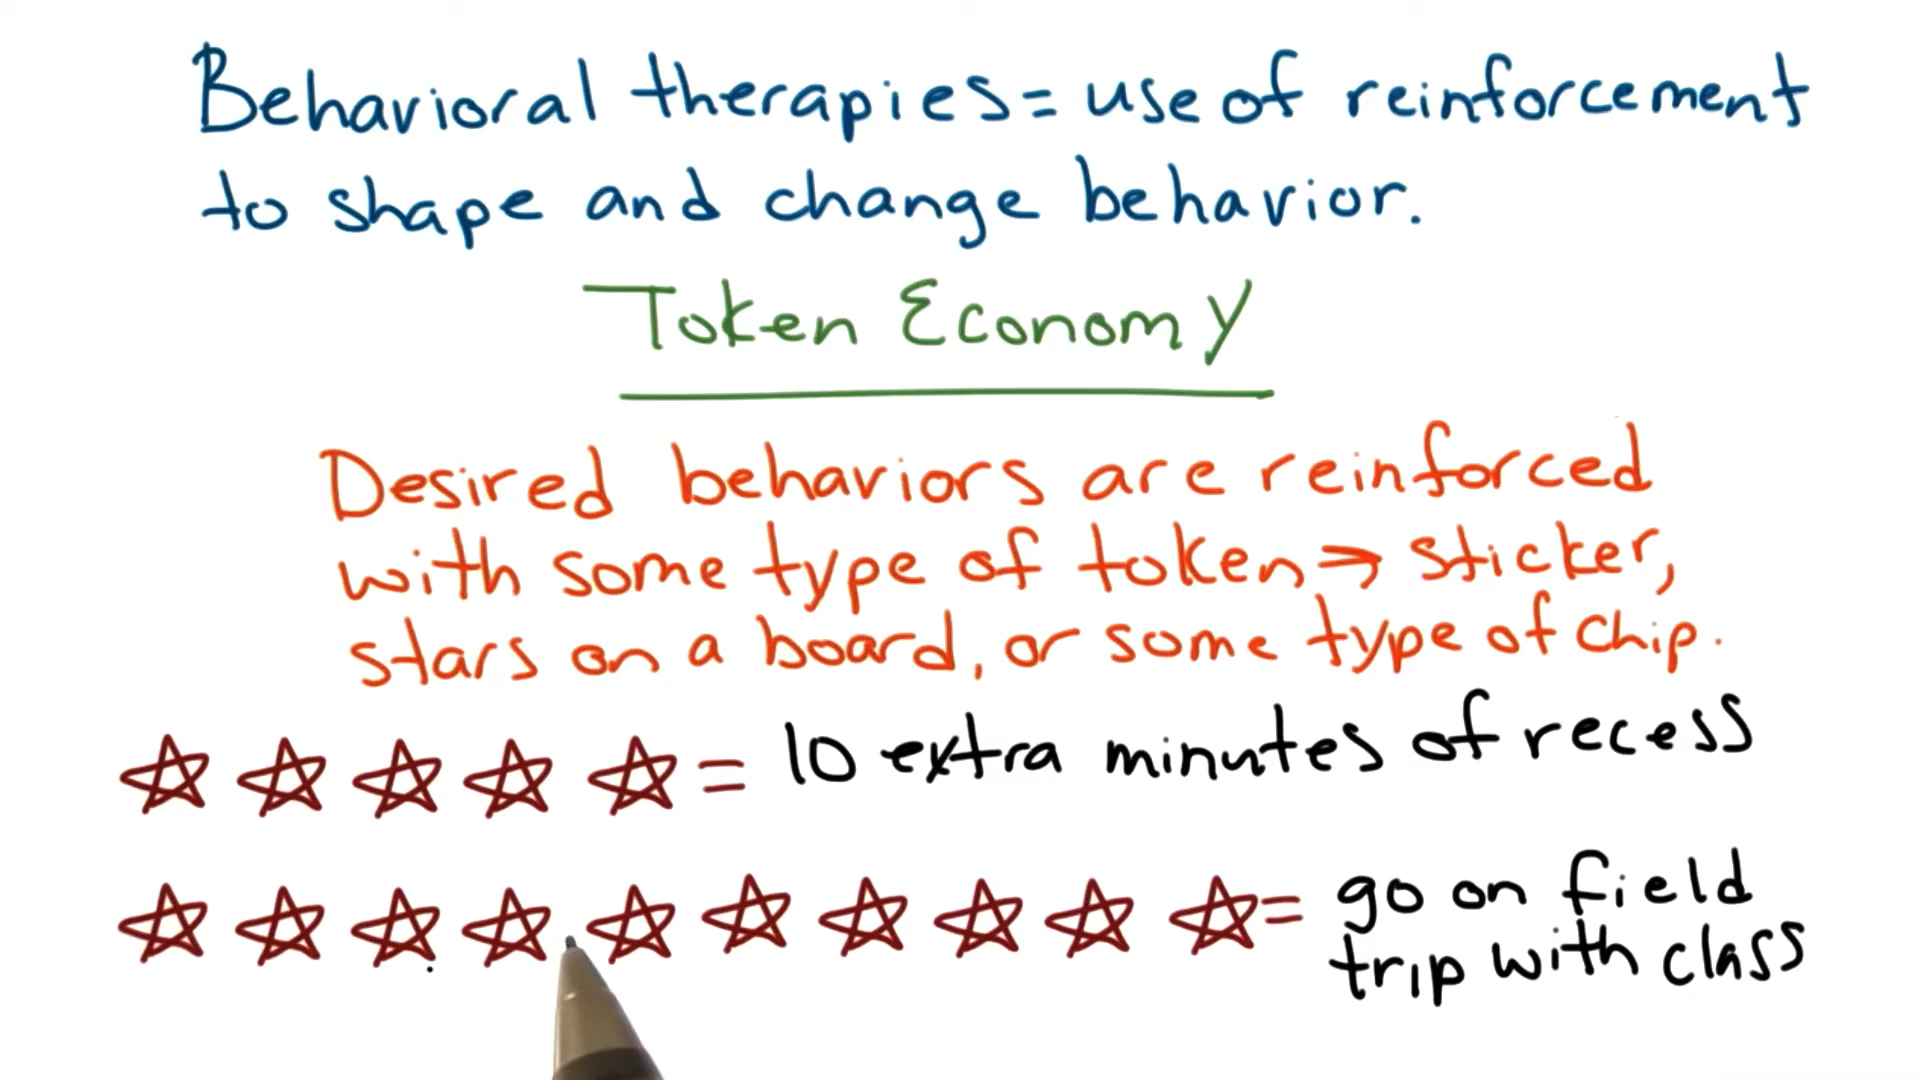 Behavioral therapies = use of reinforcement
to shape and change behavior.
Token Economy
Desired behaviors are reinforced
with some type of token → sticker,
stars on a board, or some type of chip.
☆ ☆ ☆ ☆ ☆ = 10 extra minutes of recess
☆ ☆ ☆ ☆ ☆ ☆ ☆ ☆ ☆ ☆ = go on field
trip with class